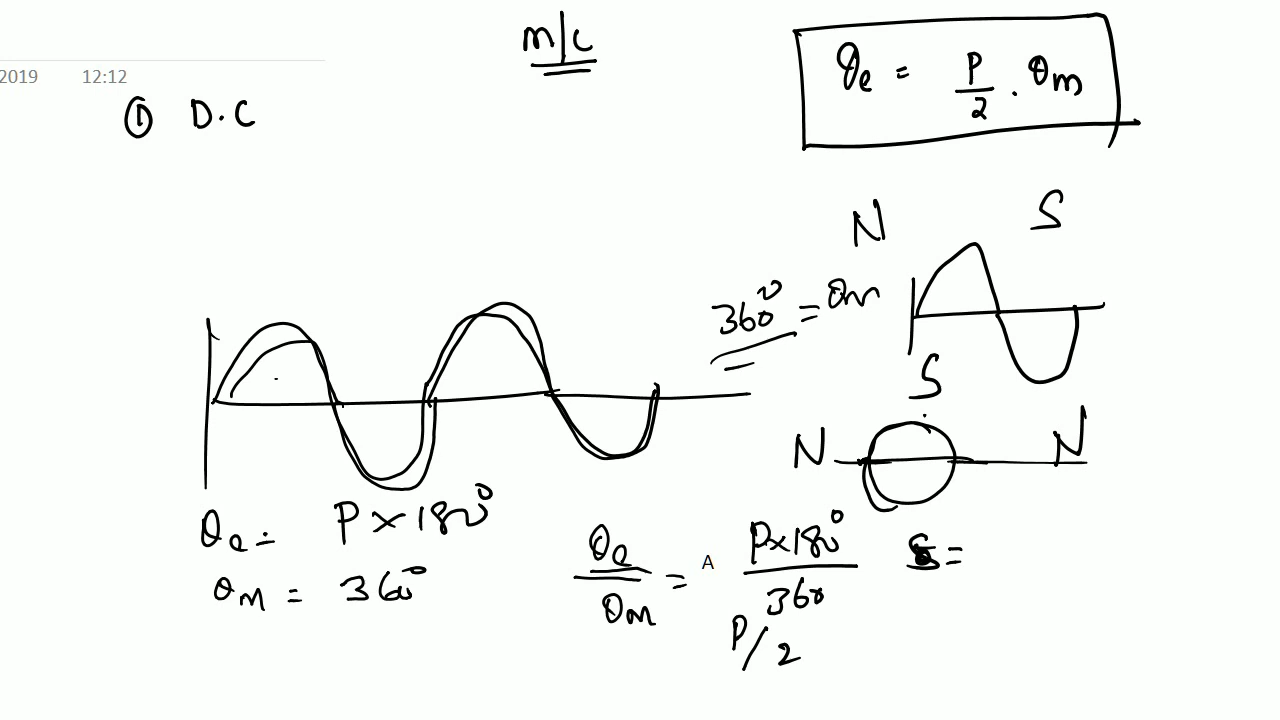 m/c
2019 12:12
① D.C
θe = P/2 . θm
N S
360° = θm
S
N N
θe = P×180°
θm = 360°
θe/θm = P×180°/360
A
S =
P/2